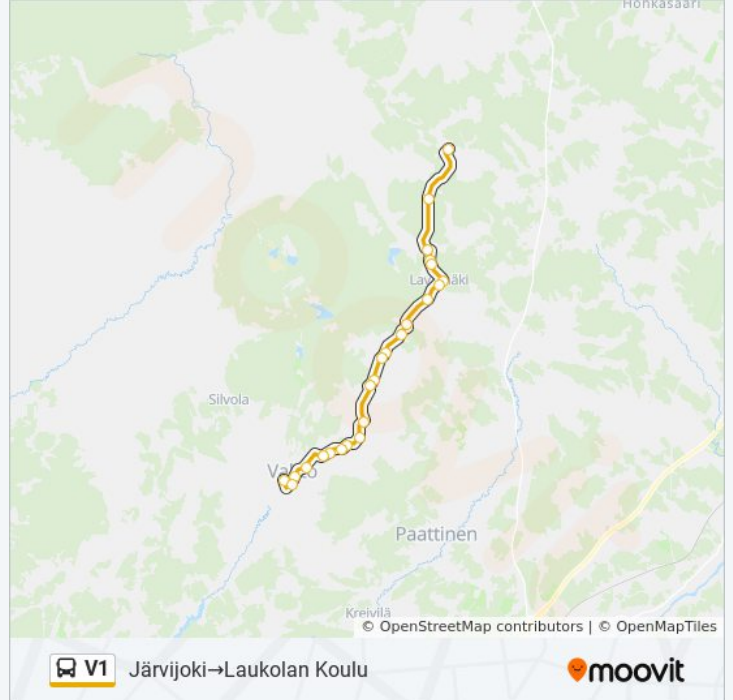 Honkasaari
Silvola
Paattinen
Kreivilä
© OpenStreetMap contributors | © OpenMapTiles
V1 Järvijoki→Laukolan Koulu
moovit